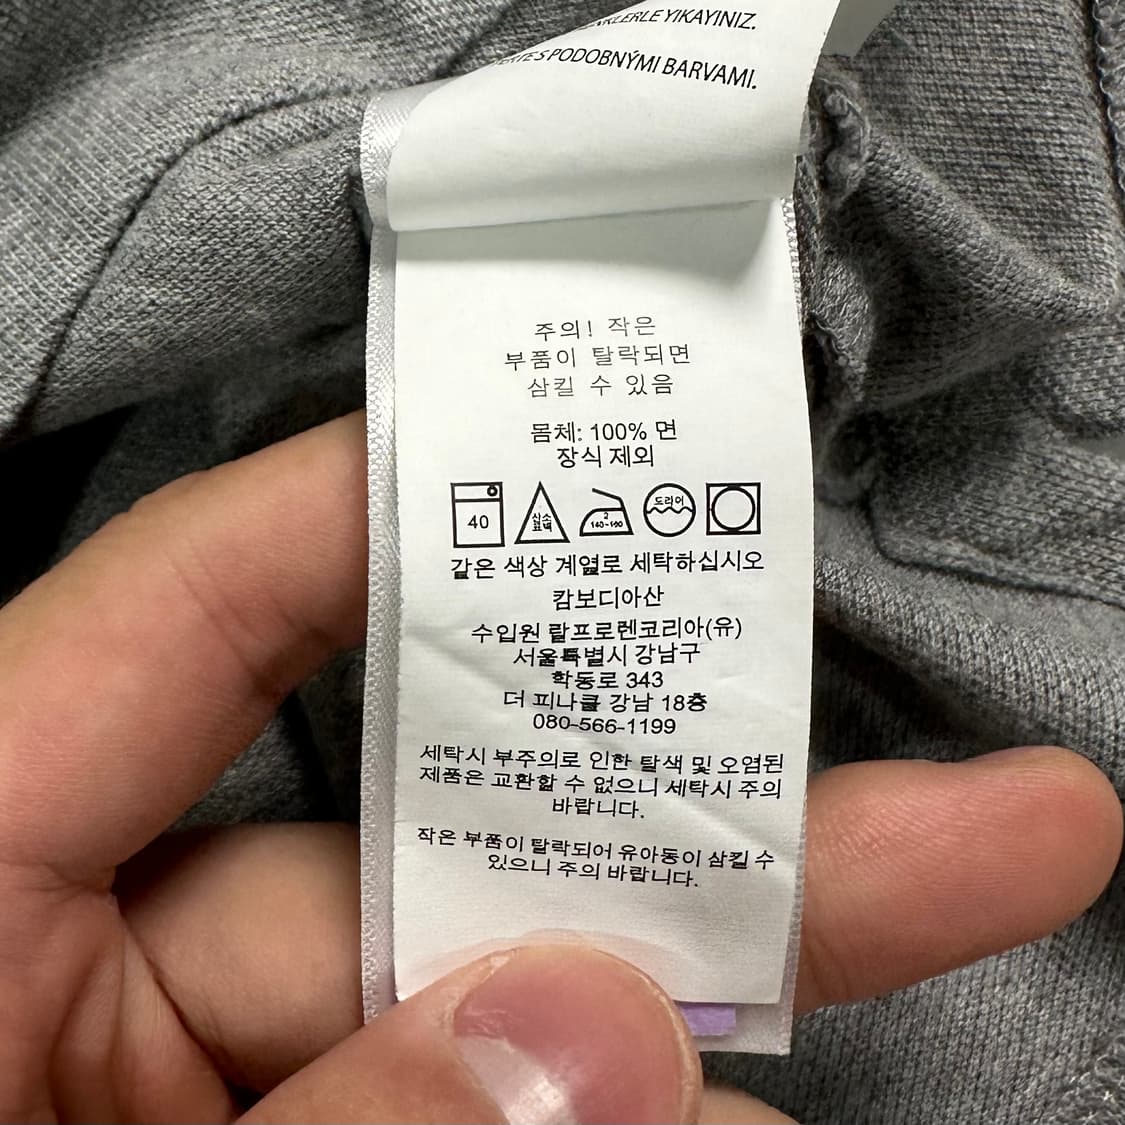 YIKAYINIZ.
PODOBNÝMI BARVAMI.
주의! 작은
부품이 탈락되면
삼킬 수 있음
몸체: 100% 면
장식 제외
40
산소
표백
2
140~160
드라이
같은 색상 계열로 세탁하십시오
캄보디아산
수입원 랄프로렌코리아(유)
서울특별시 강남구
학동로 343
더 피나클 강남 18층
080-566-1199
세탁시 부주의로 인한 탈색 및 오염된
제품은 교환할 수 없으니 세탁시 주의
바랍니다.
작은 부품이 탈락되어 유아동이 삼킬 수
있으니 주의 바랍니다.